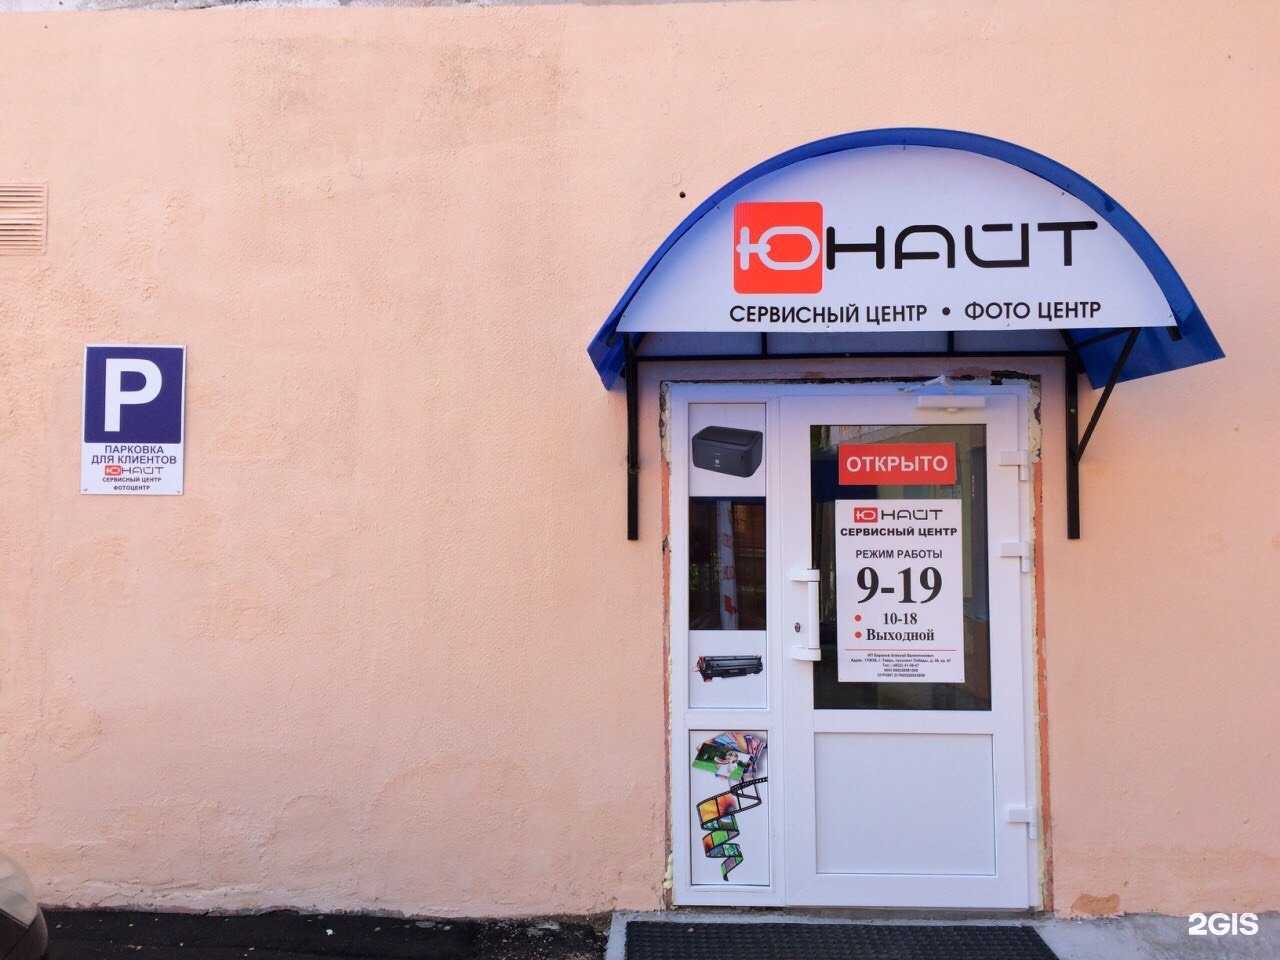 ЮНАЙТ
СЕРВИСНЫЙ ЦЕНТР • ФОТО ЦЕНТР
P
ПАРКОВКА
ДЛЯ КЛИЕНТОВ
ЮНАЙТ
СЕРВИСНЫЙ ЦЕНТР
ФОТОЦЕНТР
ОТКРЫТО
ЮНАЙТ
СЕРВИСНЫЙ ЦЕНТР
РЕЖИМ РАБОТЫ
9-19
• 10-18
• Выходной
2GIS